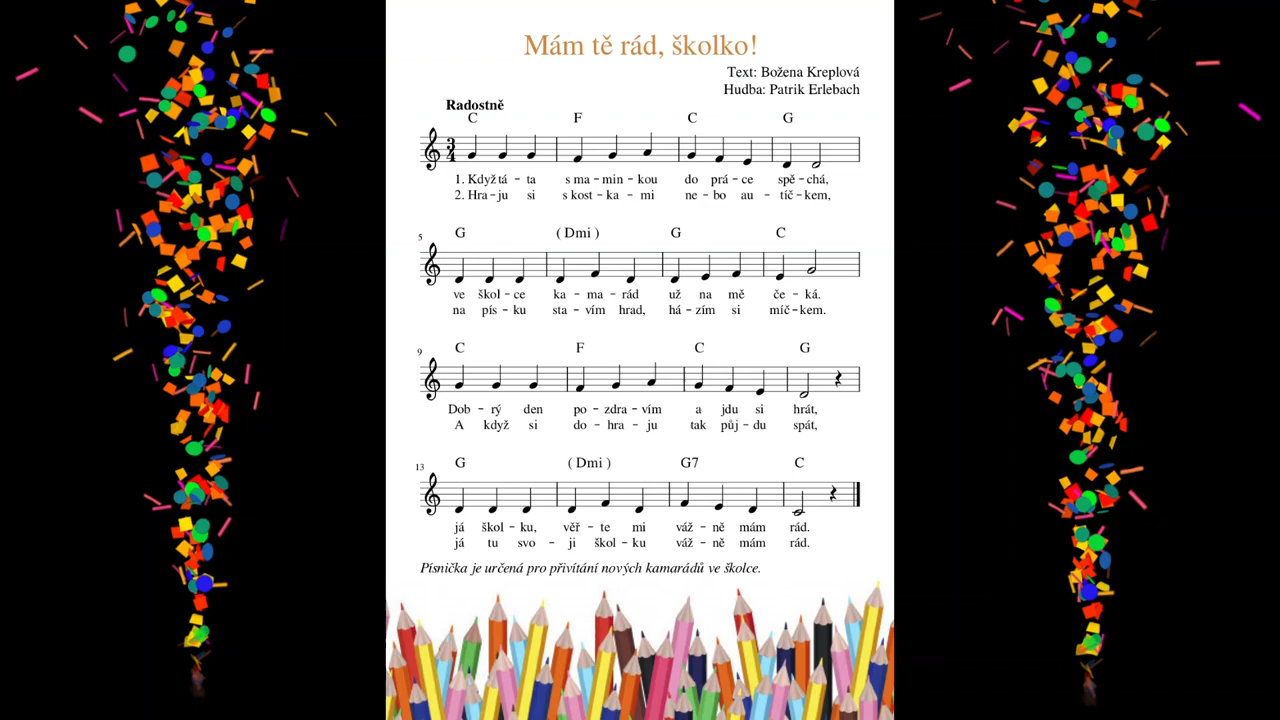 Mám tě rád, školko!
Text: Božena Kreplová
Hudba: Patrik Erlebach
Radostně
C F C G
3
4
1. Když tá – ta s ma – min – kou do prá – ce spě – chá,
2. Hra – ju si s kost – ka – mi ne – bo au – tíč – kem,
5
G ( Dmi ) G C
ve škol – ce ka – ma – rád už na mě če – ká.
na pís – ku sta – vím hrad, há – zím si míč – kem.
9
C F C G
Dob – rý den po – zdra – vím a jdu si hrát,
A když si do – hra – ju tak půj – du spát,
13
G ( Dmi ) G7 C
já škol – ku, věř – te mi váž – ně mám rád.
já tu svo – ji škol – ku váž – ně mám rád.
Písnička je určená pro přivítání nových kamarádů ve školce.